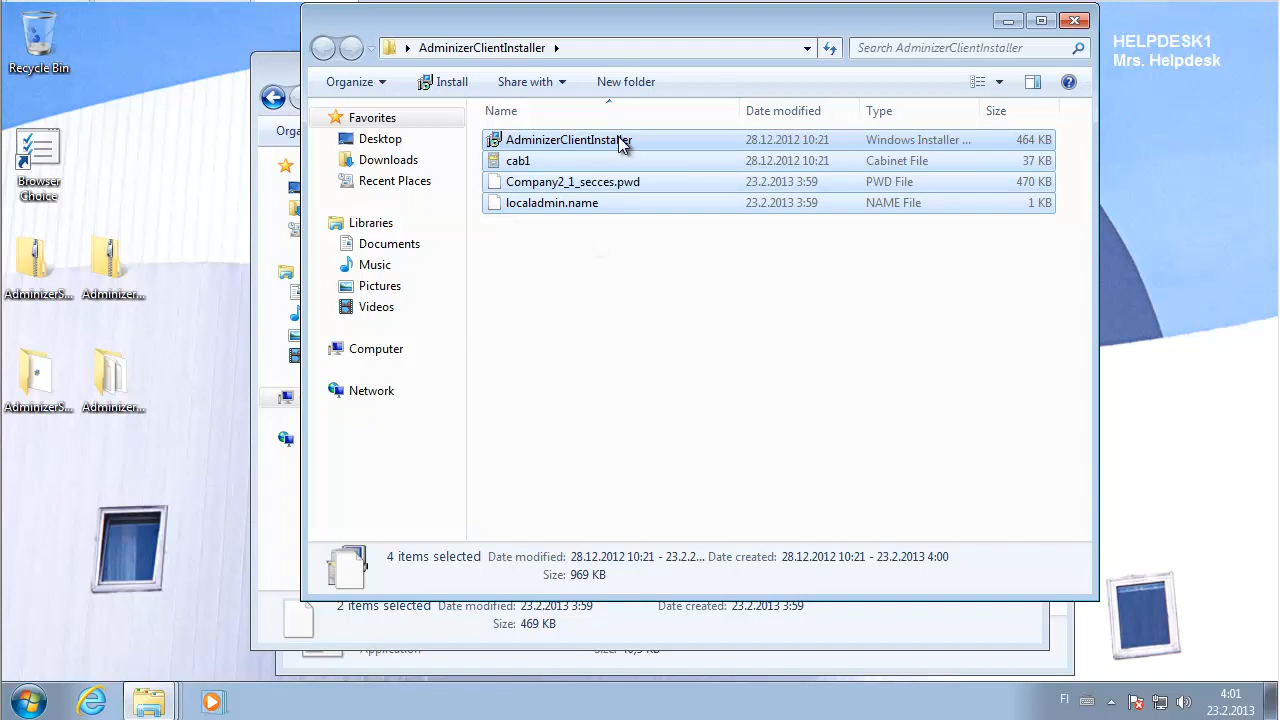 Recycle Bin
Browser
Choice
AdminizerS...
Adminizer...
AdminizerS...
Adminizer...
HELPDESK1
Mrs. Helpdesk
AdminizerClientInstaller
Search AdminizerClientInstaller
Organize
Install
Share with
New folder
Orga
Name
Date modified
Type
Size
Favorites
Desktop
Downloads
Recent Places
Libraries
Documents
Music
Pictures
Videos
Computer
Network
AdminizerClientInstaller 28.12.2012 10:21 Windows Installer ... 464 KB
cab1 28.12.2012 10:21 Cabinet File 37 KB
Company2_1_secces.pwd 23.2.2013 3:59 PWD File 470 KB
localadmin.name 23.2.2013 3:59 NAME File 1 KB
4 items selected Date modified: 28.12.2012 10:21 - 23.2.2... Date created: 28.12.2012 10:21 - 23.2.2013 4:00
Size: 969 KB
2 items selected Date modified: 23.2.2013 3:59 Date created: 23.2.2013 3:59
Size: 469 KB
Application
FI
4:01
23.2.2013